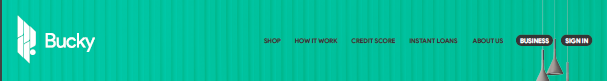 Bucky
SHOP HOW IT WORK CREDIT SCORE INSTANT LOANS ABOUT US BUSINESS SIGN IN